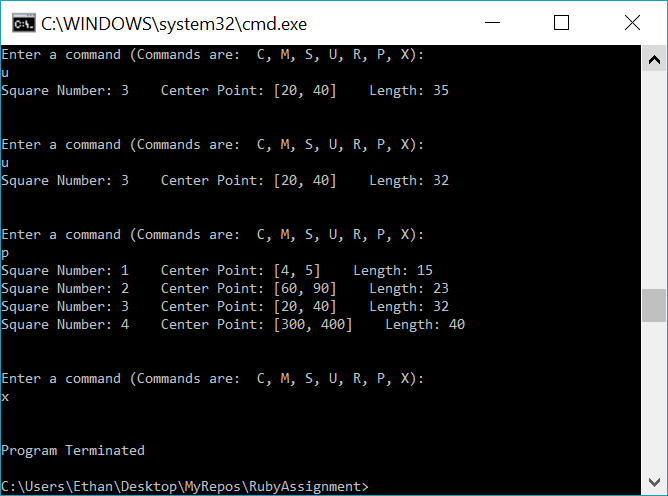 C:\WINDOWS\system32\cmd.exe
Enter a command (Commands are:  C, M, S, U, R, P, X):
u
Square Number: 3    Center Point: [20, 40]    Length: 35
Enter a command (Commands are:  C, M, S, U, R, P, X):
u
Square Number: 3    Center Point: [20, 40]    Length: 32
Enter a command (Commands are:  C, M, S, U, R, P, X):
p
Square Number: 1    Center Point: [4, 5]    Length: 15
Square Number: 2    Center Point: [60, 90]    Length: 23
Square Number: 3    Center Point: [20, 40]    Length: 32
Square Number: 4    Center Point: [300, 400]    Length: 40
Enter a command (Commands are:  C, M, S, U, R, P, X):
x
Program Terminated
C:\Users\Ethan\Desktop\MyRepos\RubyAssignment>